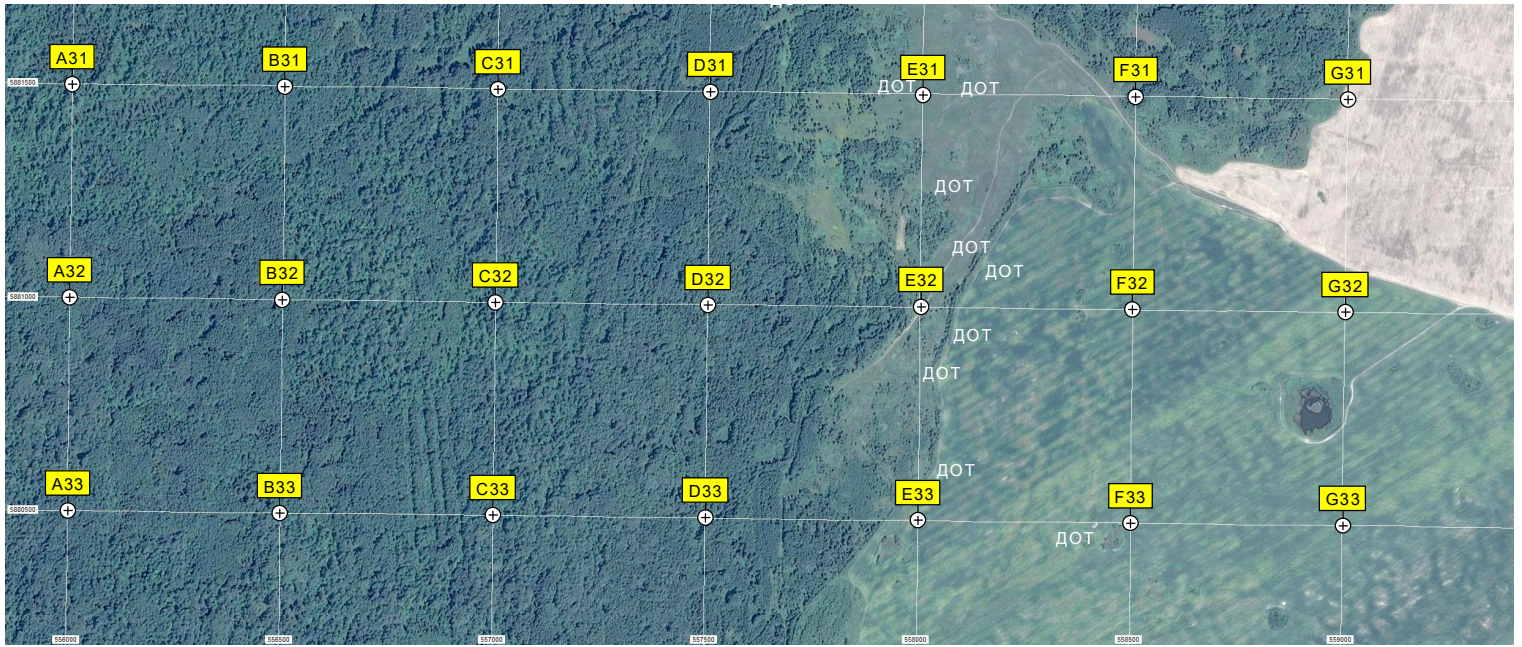 A31 B31 C31 D31 E31 F31 G31
5881500
ДОТ ДОТ
ДОТ
ДОТ
ДОТ
A32 B32 C32 D32 E32 F32 G32
5881000
ДОТ
ДОТ
ДОТ
A33 B33 C33 D33 E33 F33 G33
5880500
ДОТ
556000 556500 557000 557500 558000 558500 559000